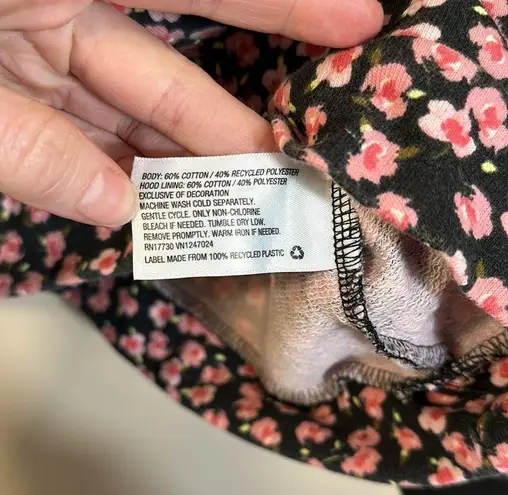 BODY: 60% COTTON / 40% RECYCLED POLYESTER
HOOD LINING: 60% COTTON / 40% POLYESTER
EXCLUSIVE OF DECORATION
MACHINE WASH COLD SEPARATELY.
GENTLE CYCLE. ONLY NON-CHLORINE
BLEACH IF NEEDED. TUMBLE DRY LOW.
REMOVE PROMPTLY. WARM IRON IF NEEDED.
RN17730 VN1247024
LABEL MADE FROM 100% RECYCLED PLASTIC